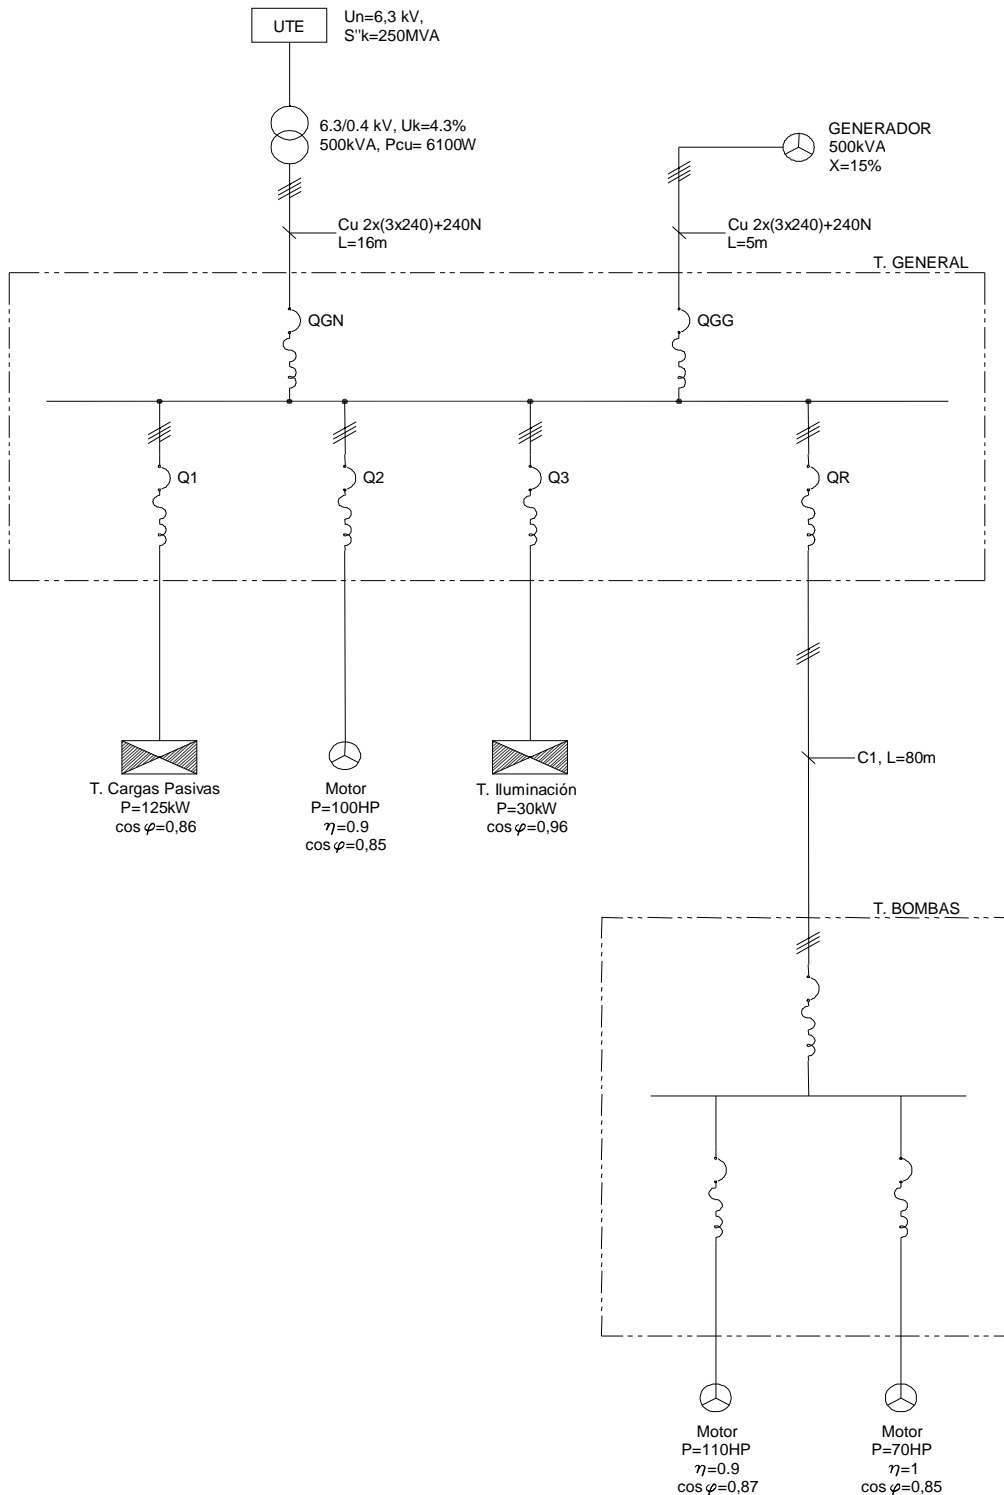 UTE
Un=6,3 kV,
S"k=250MVA
6.3/0.4 kV, Uk=4.3%
500kVA, Pcu= 6100W
GENERADOR
500kVA
X=15%
Cu 2x(3x240)+240N
L=16m
Cu 2x(3x240)+240N
L=5m
T. GENERAL
QGN
QGG
Q1
Q2
Q3
QR
T. Cargas Pasivas
P=125kW
cos φ=0,86
Motor
P=100HP
η=0.9
cos φ=0,85
T. Iluminación
P=30kW
cos φ=0,96
C1, L=80m
T. BOMBAS
Motor
P=110HP
η=0.9
cos φ=0,87
Motor
P=70HP
η=1
cos φ=0,85